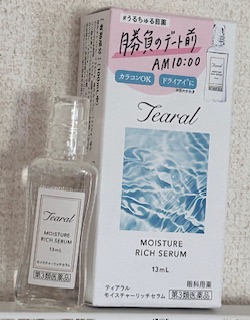 #うるちゅる目薬
勝負のデート前
AM10:00
カラコンOK
ドライアイ*に
Tearal
MOISTURE
RICH SERUM
13mL
眼科用薬
ティアラル
モイスチャーリッチセラム
第3類医薬品
Tearal
MOISTURE
RICH SERUM
13mL
第3類医薬品